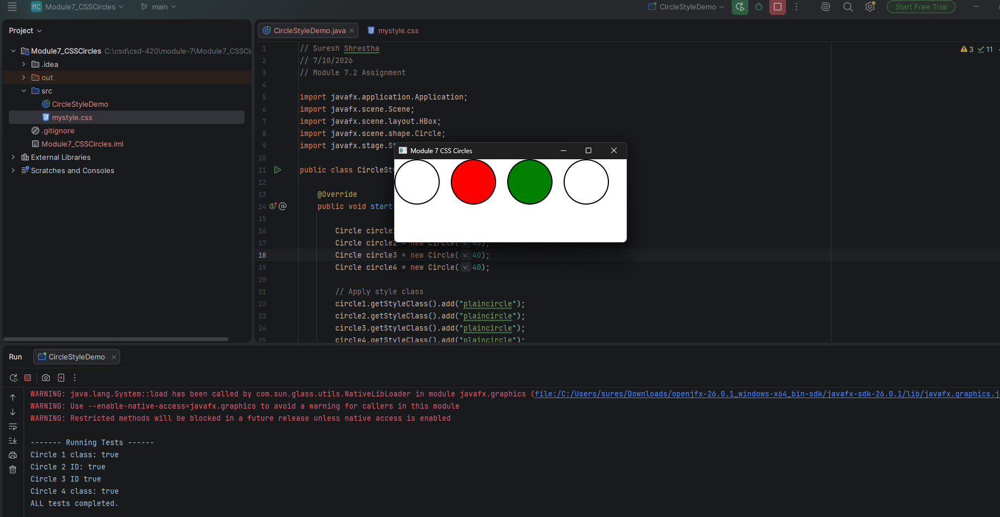 MC Module7_CSSCircles main CircleStyleDemo Start Free Trial
Project
Module7_CSSCircles C:\csd\csd-420\module-7\Module7_CSSCi
.idea
out
src
CircleStyleDemo
mystyle.css
.gitignore
Module7_CSSCircles.iml
External Libraries
Scratches and Consoles
CircleStyleDemo.java mystyle.css
3 11
1 // Suresh Shrestha
2 // 7/10/2026
3 // Module 7.2 Assignment
4
5 import javafx.application.Application;
6 import javafx.scene.Scene;
7 import javafx.scene.layout.HBox;
8 import javafx.scene.shape.Circle;
9 import javafx.stage.St
10
11 public class CircleSty
12
13 @Override
14 public void start
15
16 Circle circle
17 Circle circle2 = new Circle( v: 40);
18 Circle circle3 = new Circle( v: 40);
19 Circle circle4 = new Circle( v: 40);
20
21 // Apply style class
22 circle1.getStyleClass().add("plaincircle");
23 circle2.getStyleClass().add("plaincircle");
24 circle3.getStyleClass().add("plaincircle");
25 circle4.getStyleClass().add("plaincircle");
Module 7 CSS Circles
Run CircleStyleDemo
WARNING: java.lang.System::load has been called by com.sun.glass.utils.NativeLibLoader in module javafx.graphics (file:/C:/Users/sures/Downloads/openjfx-26.0.1_windows-x64_bin-sdk/javafx-sdk-26.0.1/lib/javafx.graphics.j
WARNING: Use --enable-native-access=javafx.graphics to avoid a warning for callers in this module
WARNING: Restricted methods will be blocked in a future release unless native access is enabled
------- Running Tests ------
Circle 1 class: true
Circle 2 ID: true
Circle 3 ID true
Circle 4 class: true
ALL tests completed.